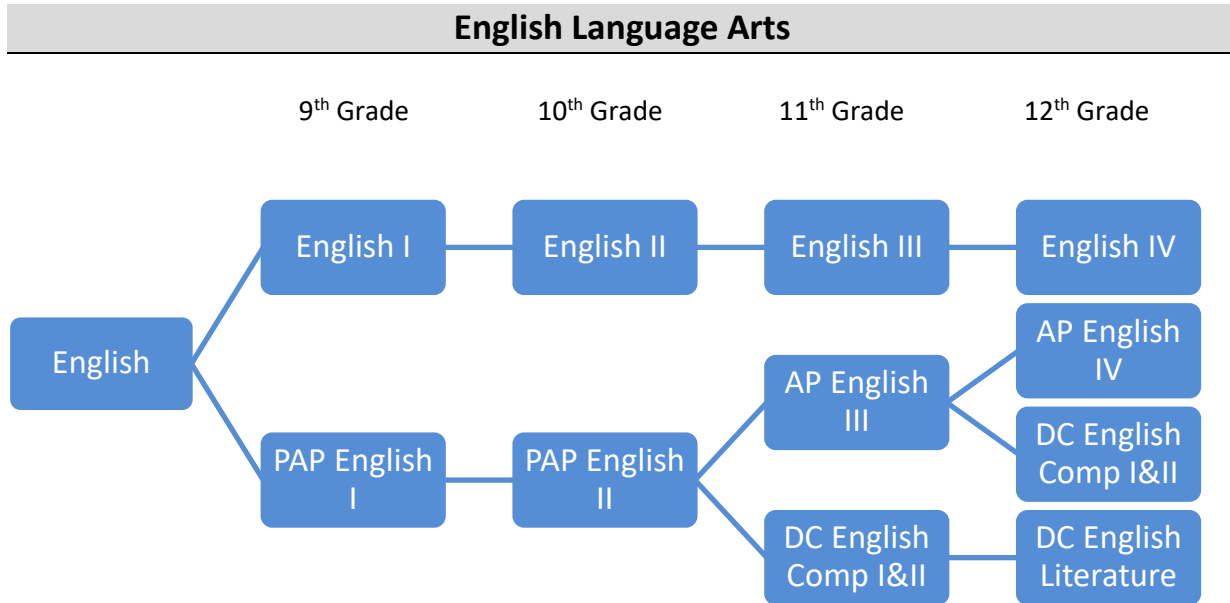 English Language Arts
9th Grade 10th Grade 11th Grade 12th Grade
English I
English II
English III
English IV
English
PAP English
I
PAP English
II
AP English
III
AP English
IV
DC English
Comp I&II
DC English
Comp I&II
DC English
Literature